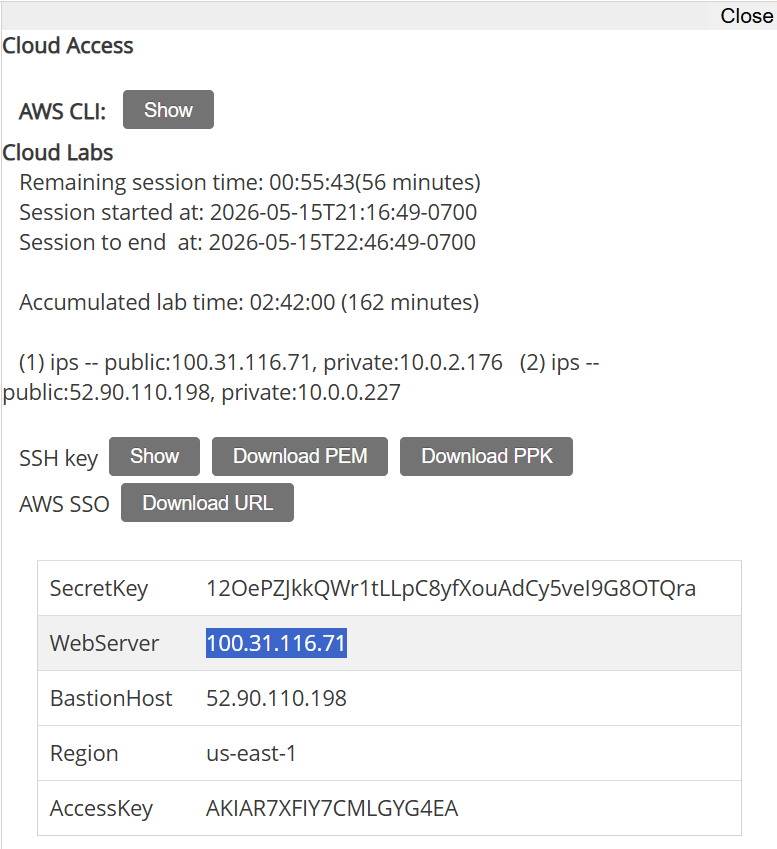 Close
Cloud Access
AWS CLI: Show
Cloud Labs
Remaining session time: 00:55:43(56 minutes)
Session started at: 2026-05-15T21:16:49-0700
Session to end at: 2026-05-15T22:46:49-0700
Accumulated lab time: 02:42:00 (162 minutes)
(1) ips -- public:100.31.116.71, private:10.0.2.176 (2) ips --
public:52.90.110.198, private:10.0.0.227
SSH key Show Download PEM Download PPK
AWS SSO Download URL
SecretKey 12OePZJkkQWr1tLLpC8yfXouAdCy5veI9G8OTQra
WebServer 100.31.116.71
BastionHost 52.90.110.198
Region us-east-1
AccessKey AKIAR7XFIY7CMLGYG4EA